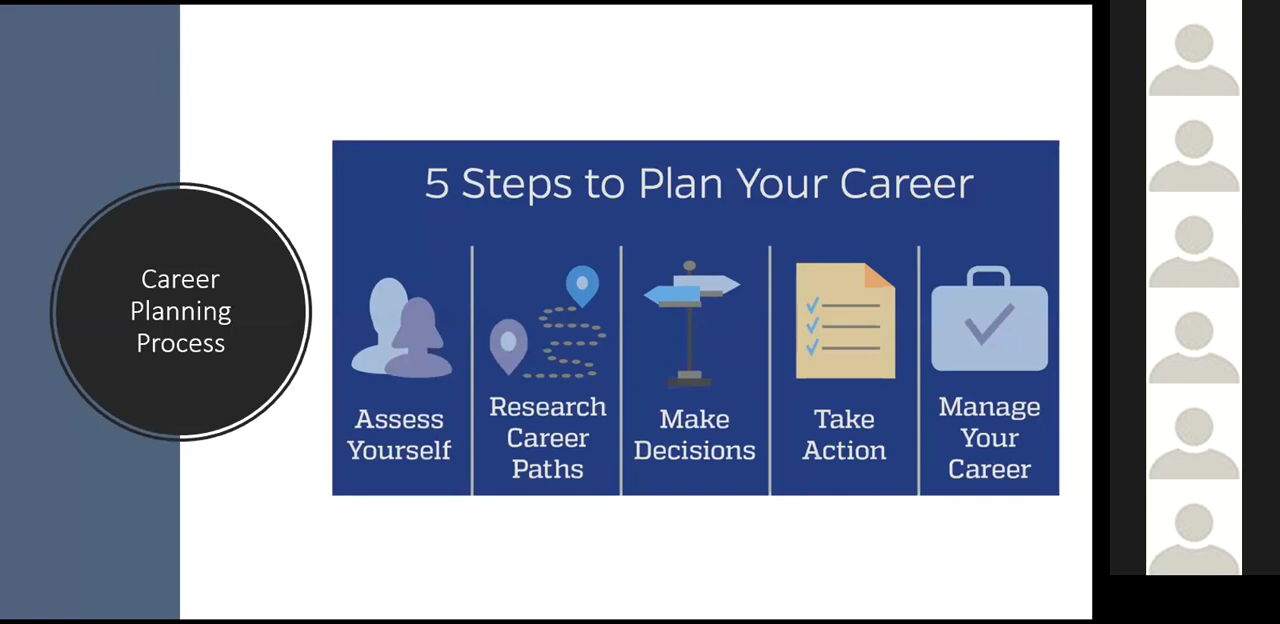 Career
Planning
Process
5 Steps to Plan Your Career
Assess
Yourself
Research
Career
Paths
Make
Decisions
Take
Action
Manage
Your
Career